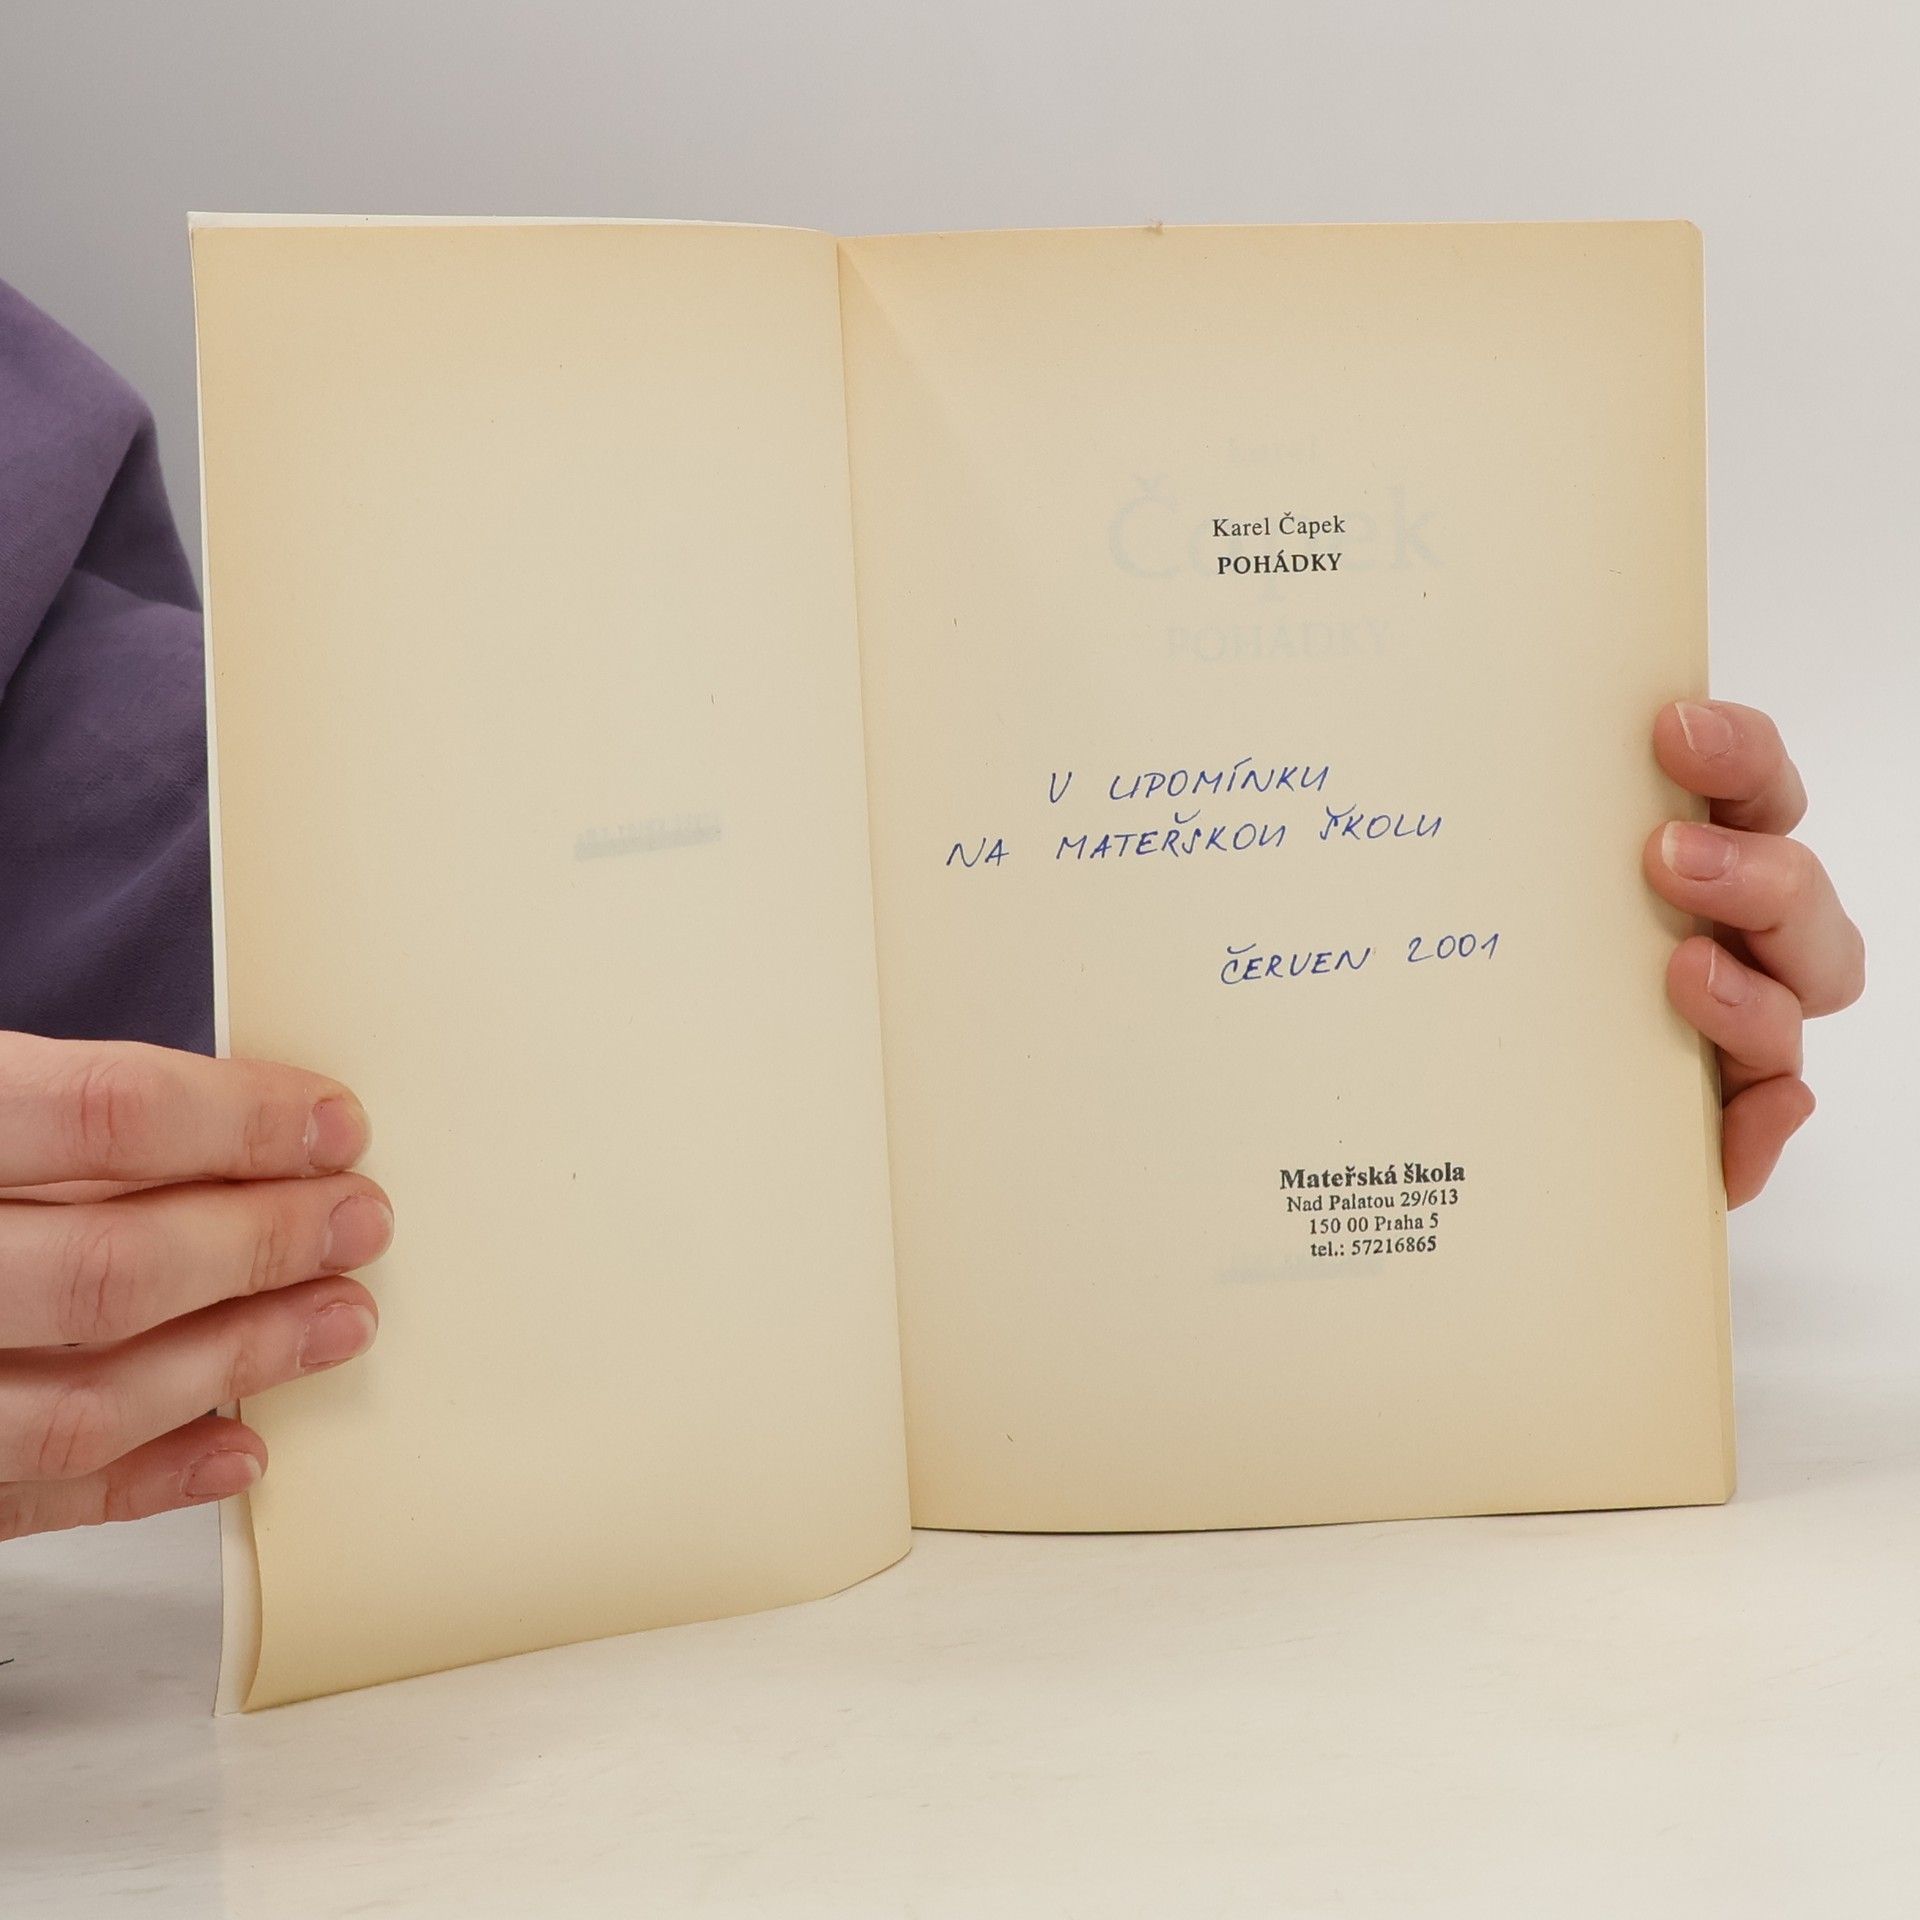 Karel Čapek
POHÁDKY
V UPOMÍNKU
NA MATEŘSKOU ŠKOLU
ČERVEN 2001
Mateřská škola
Nad Palatou 29/613
150 00 Praha 5
tel.: 57216865